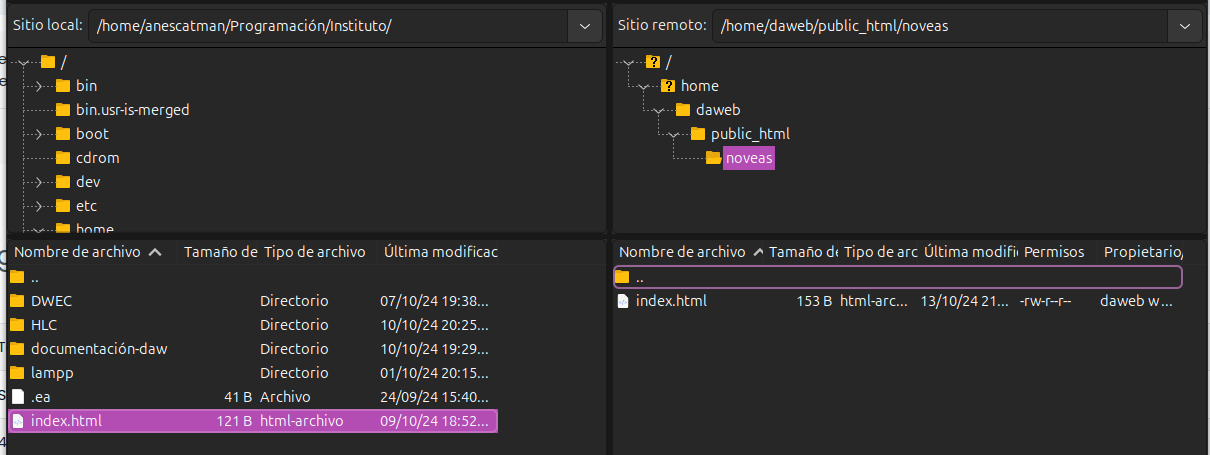 Sitio local: /home/anescatman/Programación/Instituto/
/
bin
bin.usr-is-merged
boot
cdrom
dev
etc
home
Nombre de archivo Tamaño de Tipo de archivo Última modificac
..
DWEC Directorio 07/10/24 19:38...
HLC Directorio 10/10/24 20:25...
documentación-daw Directorio 10/10/24 19:29...
lampp Directorio 01/10/24 20:15...
.ea 41 B Archivo 24/09/24 15:40...
index.html 121 B html-archivo 09/10/24 18:52...
Sitio remoto: /home/daweb/public_html/noveas
/
home
daweb
public_html
noveas
Nombre de archivo Tamaño de Tipo de arc Última modifi Permisos Propietario/
..
index.html 153 B html-arc... 13/10/24 21... -rw-r--r-- daweb w...